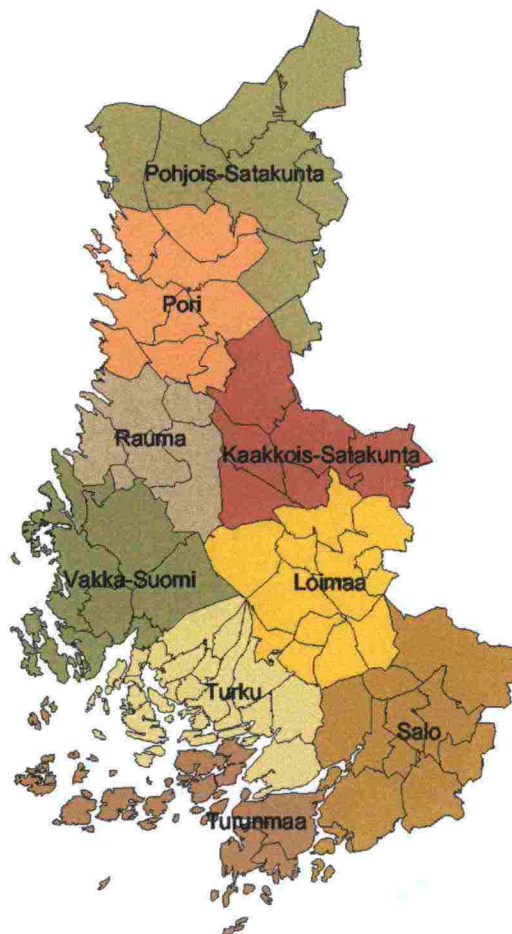 Pohjois-Satakunta
Pori
Rauma
Kaakkois-Satakunta
Vakka-Suomi
Loimaa
Turku
Salo
Turunmaa